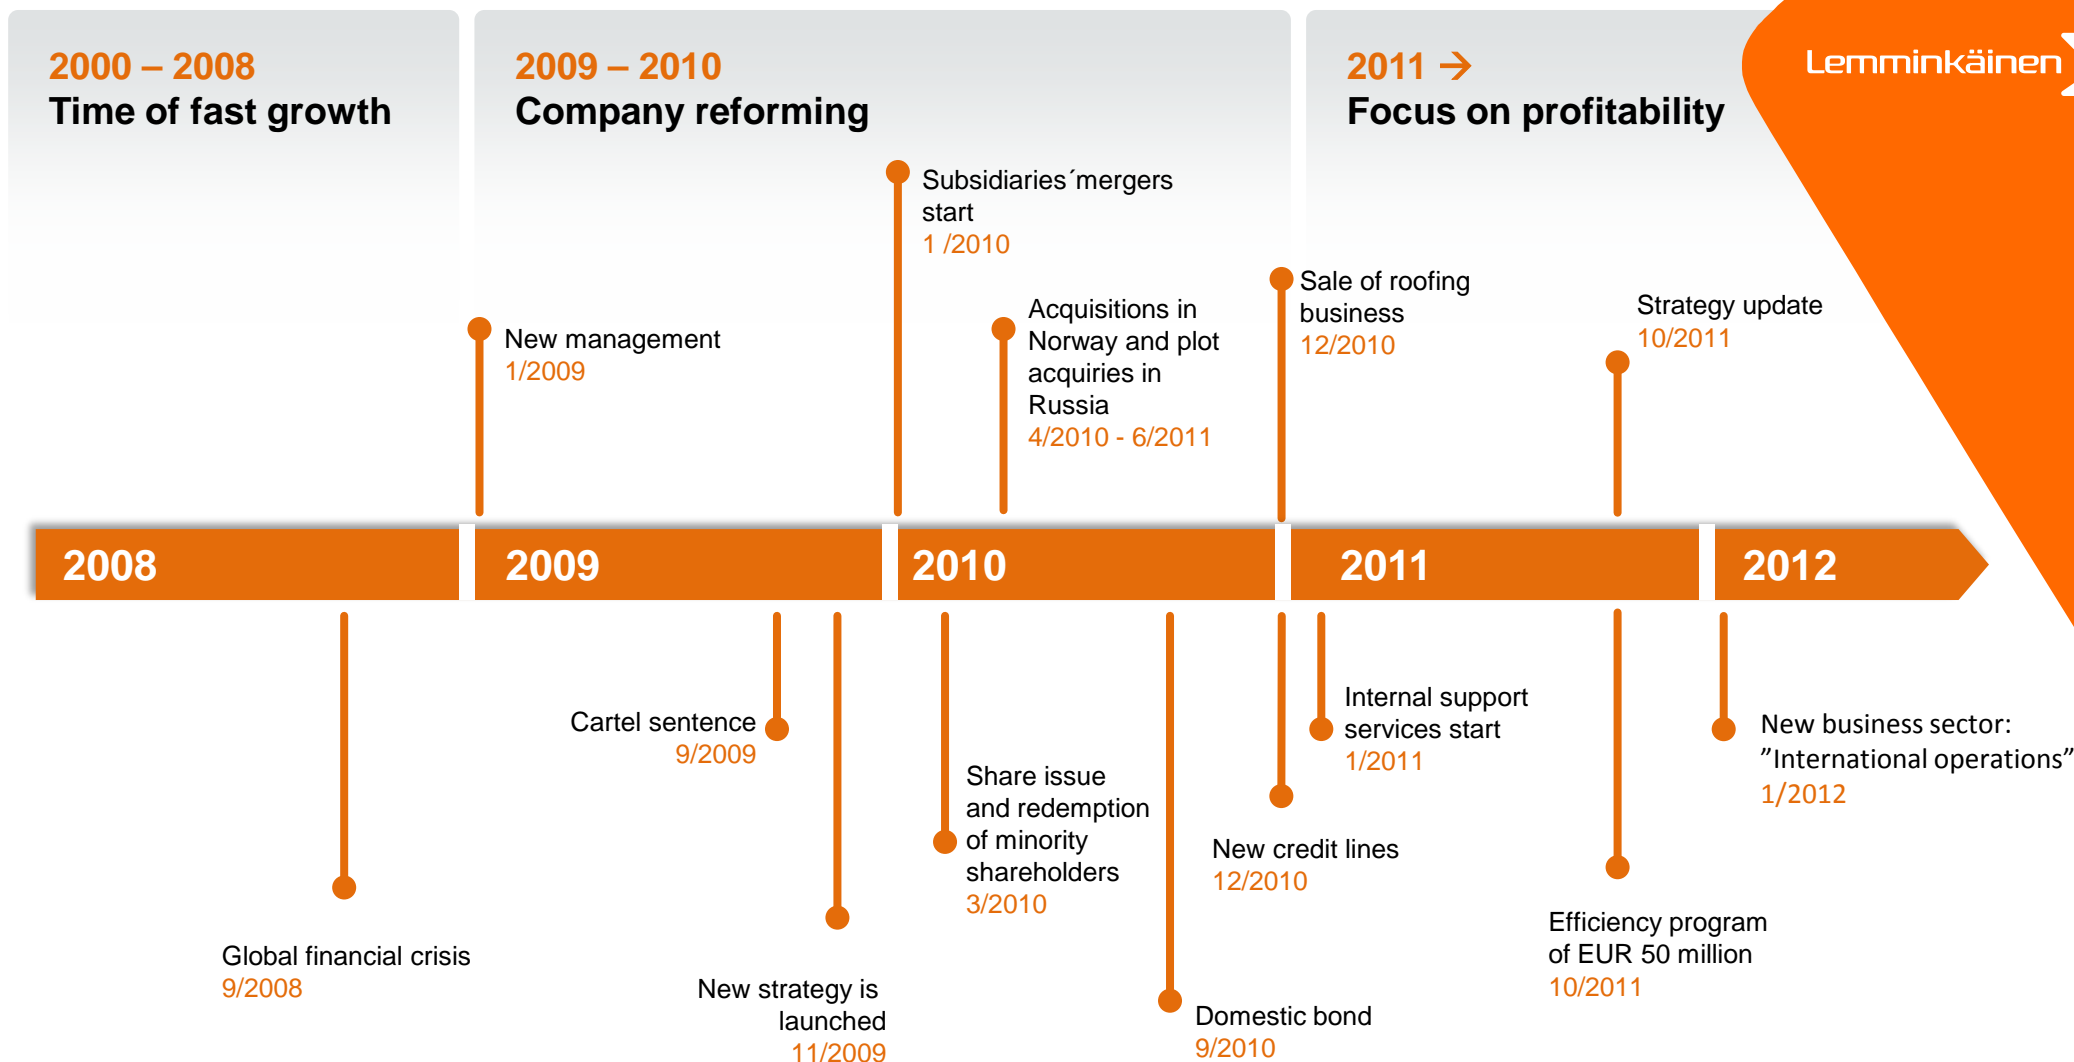 2000 – 2008
Time of fast growth
2009 – 2010
Company reforming
2011 →
Focus on profitability
Lemminkäinen
Subsidiaries´mergers
start
1 /2010
New management
1/2009
Acquisitions in
Norway and plot
acquiries in
Russia
4/2010 - 6/2011
Sale of roofing
business
12/2010
Strategy update
10/2011
2008
2009
2010
2011
2012
Global financial crisis
9/2008
Cartel sentence
9/2009
New strategy is
launched
11/2009
Share issue
and redemption
of minority
shareholders
3/2010
Domestic bond
9/2010
New credit lines
12/2010
Internal support
services start
1/2011
Efficiency program
of EUR 50 million
10/2011
New business sector:
”International operations”
1/2012